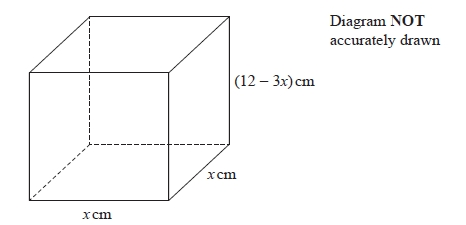 Diagram NOT
accurately drawn
(12 – 3x) cm
x cm
x cm